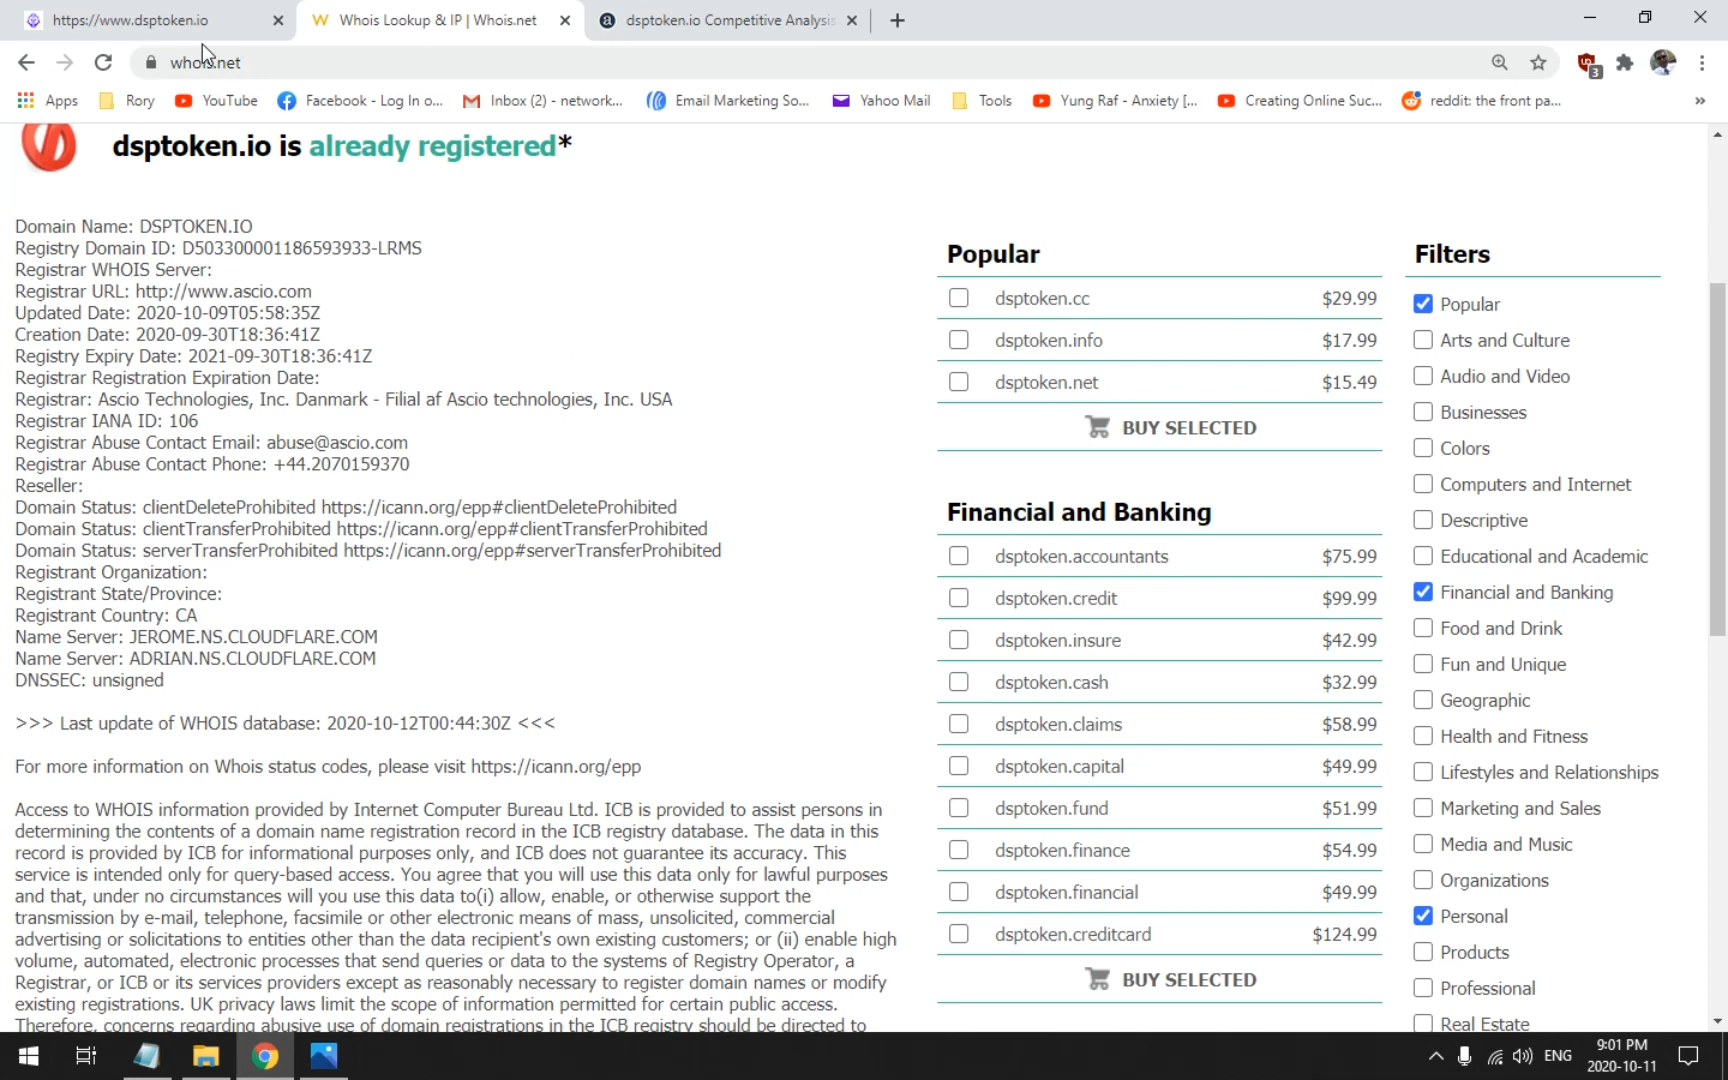 https://www.dsptoken.io
Whois Lookup & IP | Whois.net
dsptoken.io Competitive Analysis
whois.net
3
Apps
Rory
YouTube
Facebook - Log In o...
Inbox (2) - network...
Email Marketing So...
Yahoo Mail
Tools
Yung Raf - Anxiety [...
Creating Online Suc...
reddit: the front pa...
»
dsptoken.io is already registered*
Domain Name: DSPTOKEN.IO
Registry Domain ID: D503300001186593933-LRMS
Registrar WHOIS Server:
Registrar URL: http://www.ascio.com
Updated Date: 2020-10-09T05:58:35Z
Creation Date: 2020-09-30T18:36:41Z
Registry Expiry Date: 2021-09-30T18:36:41Z
Registrar Registration Expiration Date:
Registrar: Ascio Technologies, Inc. Danmark - Filial af Ascio technologies, Inc. USA
Registrar IANA ID: 106
Registrar Abuse Contact Email: abuse@ascio.com
Registrar Abuse Contact Phone: +44.2070159370
Reseller:
Domain Status: clientDeleteProhibited https://icann.org/epp#clientDeleteProhibited
Domain Status: clientTransferProhibited https://icann.org/epp#clientTransferProhibited
Domain Status: serverTransferProhibited https://icann.org/epp#serverTransferProhibited
Registrant Organization:
Registrant State/Province:
Registrant Country: CA
Name Server: JEROME.NS.CLOUDFLARE.COM
Name Server: ADRIAN.NS.CLOUDFLARE.COM
DNSSEC: unsigned
>>> Last update of WHOIS database: 2020-10-12T00:44:30Z <<<
For more information on Whois status codes, please visit https://icann.org/epp
Access to WHOIS information provided by Internet Computer Bureau Ltd. ICB is provided to assist persons in
determining the contents of a domain name registration record in the ICB registry database. The data in this
record is provided by ICB for informational purposes only, and ICB does not guarantee its accuracy. This
service is intended only for query-based access. You agree that you will use this data only for lawful purposes
and that, under no circumstances will you use this data to(i) allow, enable, or otherwise support the
transmission by e-mail, telephone, facsimile or other electronic means of mass, unsolicited, commercial
advertising or solicitations to entities other than the data recipient's own existing customers; or (ii) enable high
volume, automated, electronic processes that send queries or data to the systems of Registry Operator, a
Registrar, or ICB or its services providers except as reasonably necessary to register domain names or modify
existing registrations. UK privacy laws limit the scope of information permitted for certain public access.
Therefore, concerns regarding abusive use of domain registrations in the ICB registry should be directed to
Popular
dsptoken.cc $29.99
dsptoken.info $17.99
dsptoken.net $15.49
BUY SELECTED
Financial and Banking
dsptoken.accountants $75.99
dsptoken.credit $99.99
dsptoken.insure $42.99
dsptoken.cash $32.99
dsptoken.claims $58.99
dsptoken.capital $49.99
dsptoken.fund $51.99
dsptoken.finance $54.99
dsptoken.financial $49.99
dsptoken.creditcard $124.99
BUY SELECTED
Filters
Popular
Arts and Culture
Audio and Video
Businesses
Colors
Computers and Internet
Descriptive
Educational and Academic
Financial and Banking
Food and Drink
Fun and Unique
Geographic
Health and Fitness
Lifestyles and Relationships
Marketing and Sales
Media and Music
Organizations
Personal
Products
Professional
Real Estate
ENG
9:01 PM
2020-10-11